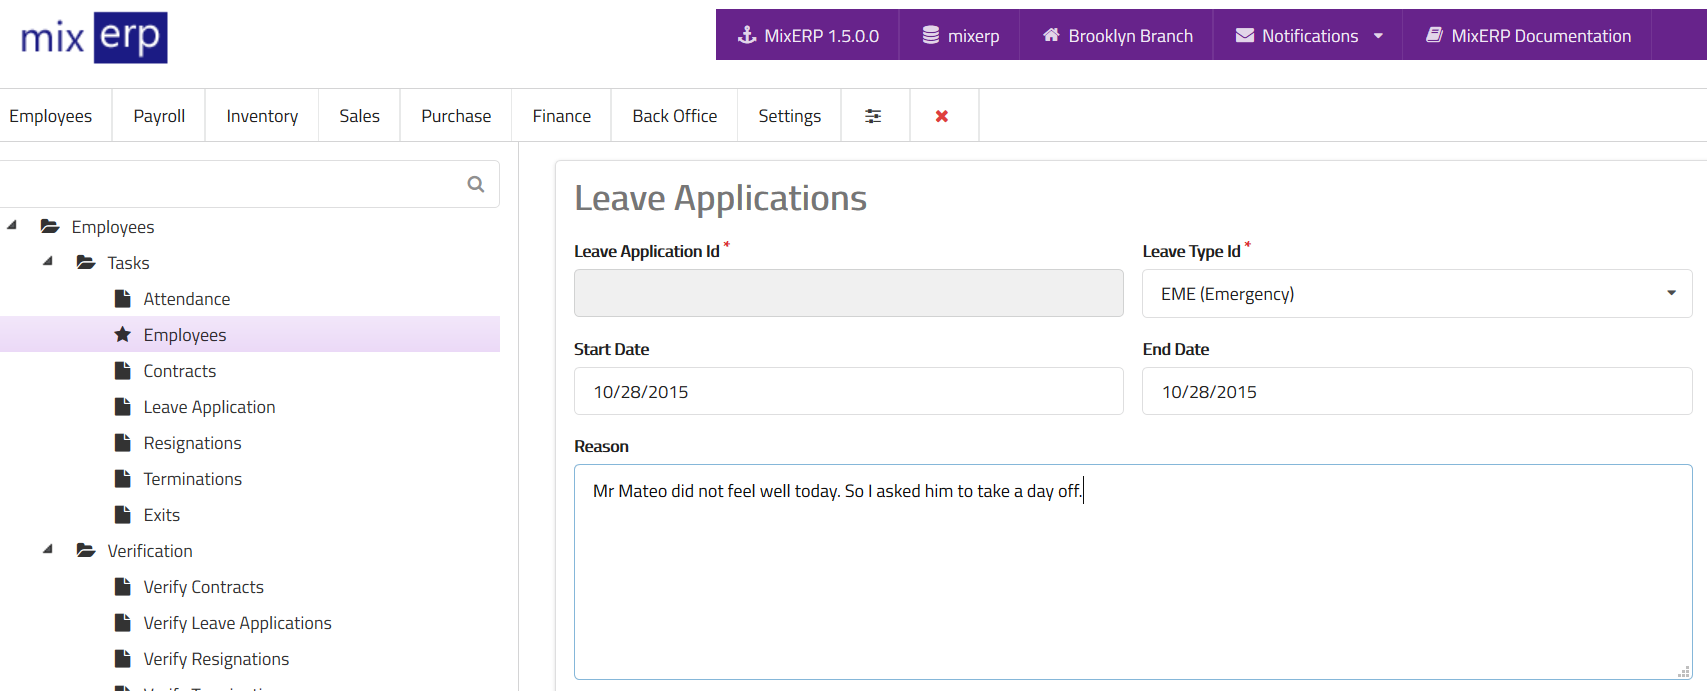 mix erp
MixERP 1.5.0.0 mixerp Brooklyn Branch Notifications MixERP Documentation
Employees Payroll Inventory Sales Purchase Finance Back Office Settings
Employees
Tasks
Attendance
Employees
Contracts
Leave Application
Resignations
Terminations
Exits
Verification
Verify Contracts
Verify Leave Applications
Verify Resignations
Leave Applications
Leave Application Id *
Leave Type Id *
EME (Emergency)
Start Date
End Date
10/28/2015
10/28/2015
Reason
Mr Mateo did not feel well today. So I asked him to take a day off.